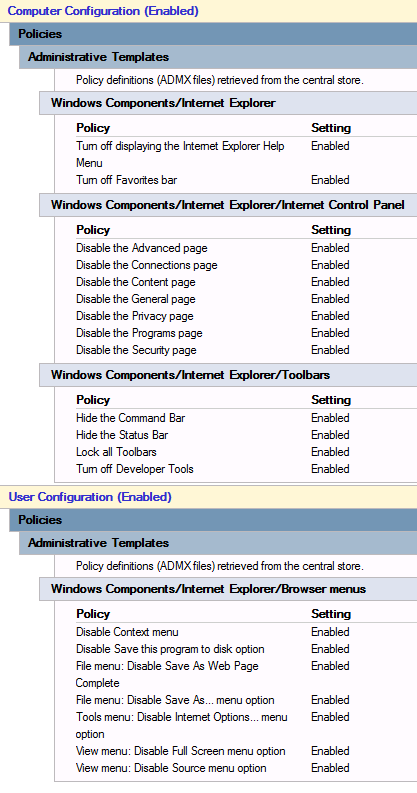 Computer Configuration (Enabled)
Policies
Administrative Templates
Policy definitions (ADMX files) retrieved from the central store.
Windows Components/Internet Explorer
Policy Setting
Turn off displaying the Internet Explorer Help Enabled
Menu
Turn off Favorites bar Enabled
Windows Components/Internet Explorer/Internet Control Panel
Policy Setting
Disable the Advanced page Enabled
Disable the Connections page Enabled
Disable the Content page Enabled
Disable the General page Enabled
Disable the Privacy page Enabled
Disable the Programs page Enabled
Disable the Security page Enabled
Windows Components/Internet Explorer/Toolbars
Policy Setting
Hide the Command Bar Enabled
Hide the Status Bar Enabled
Lock all Toolbars Enabled
Turn off Developer Tools Enabled
User Configuration (Enabled)
Policies
Administrative Templates
Policy definitions (ADMX files) retrieved from the central store.
Windows Components/Internet Explorer/Browser menus
Policy Setting
Disable Context menu Enabled
Disable Save this program to disk option Enabled
File menu: Disable Save As Web Page Enabled
Complete
File menu: Disable Save As... menu option Enabled
Tools menu: Disable Internet Options... menu Enabled
option
View menu: Disable Full Screen menu option Enabled
View menu: Disable Source menu option Enabled